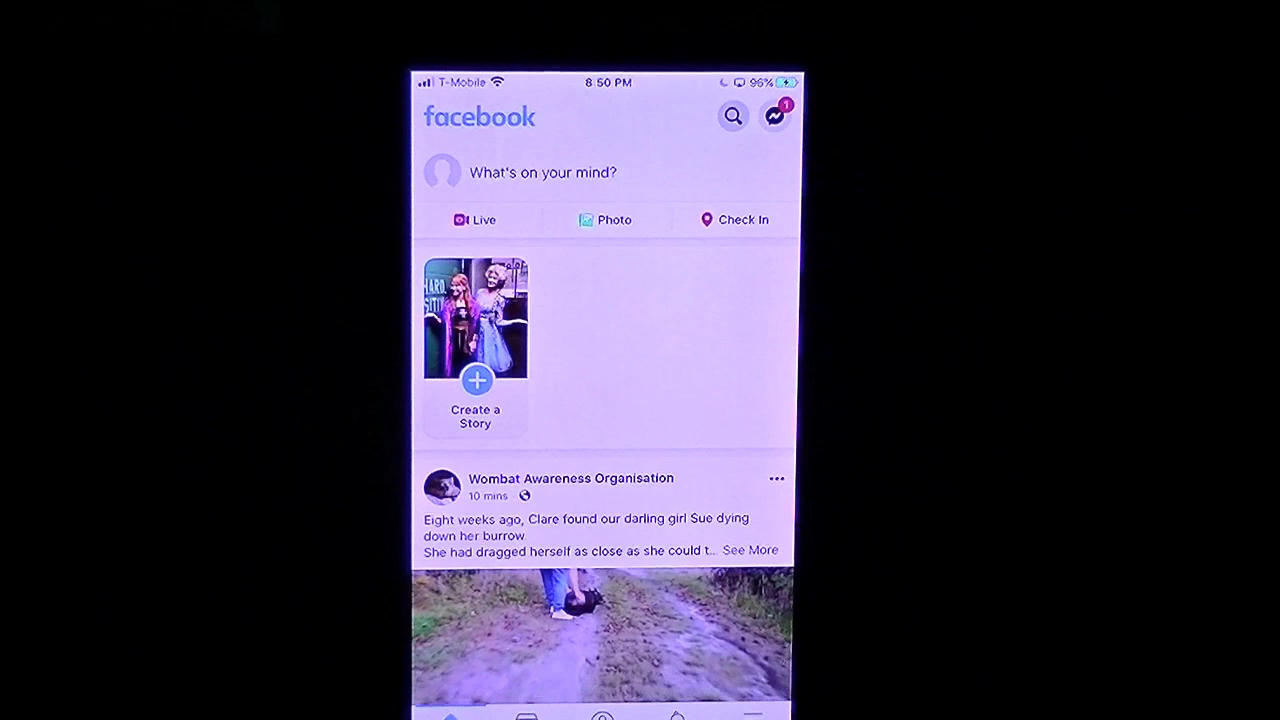 T-Mobile 8:50 PM 96%
facebook
1
What's on your mind?
Live Photo Check In
HARD
Create a
Story
Wombat Awareness Organisation
10 mins
Eight weeks ago, Clare found our darling girl Sue dying
down her burrow
She had dragged herself as close as she could t... See More